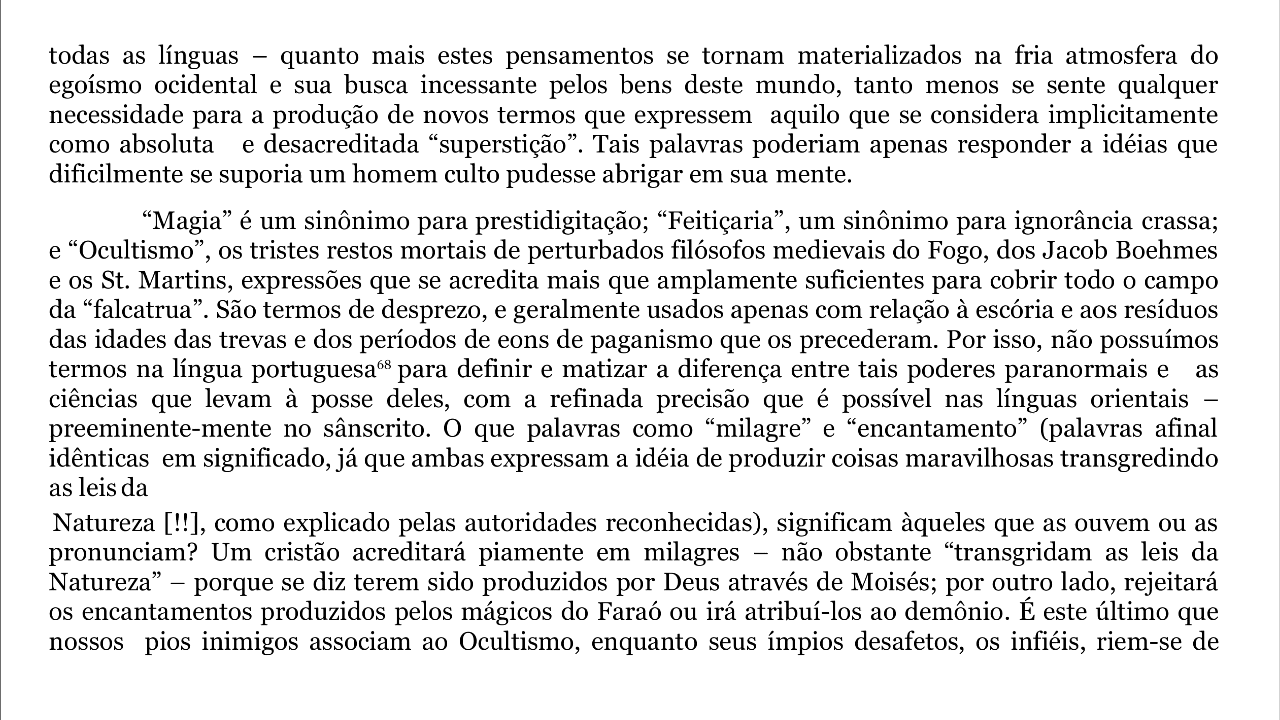 todas as línguas – quanto mais estes pensamentos se tornam materializados na fria atmosfera do
egoísmo ocidental e sua busca incessante pelos bens deste mundo, tanto menos se sente qualquer
necessidade para a produção de novos termos que expressem aquilo que se considera implicitamente
como absoluta e desacreditada “superstição”. Tais palavras poderiam apenas responder a idéias que
dificilmente se suporia um homem culto pudesse abrigar em sua mente.
“Magia” é um sinônimo para prestidigitação; “Feitiçaria”, um sinônimo para ignorância crassa;
e “Ocultismo”, os tristes restos mortais de perturbados filósofos medievais do Fogo, dos Jacob Boehmes
e os St. Martins, expressões que se acredita mais que amplamente suficientes para cobrir todo o campo
da “falcatrua”. São termos de desprezo, e geralmente usados apenas com relação à escória e aos resíduos
das idades das trevas e dos períodos de eons de paganismo que os precederam. Por isso, não possuímos
termos na língua portuguesa⁶⁸ para definir e matizar a diferença entre tais poderes paranormais e as
ciências que levam à posse deles, com a refinada precisão que é possível nas línguas orientais –
preeminente-mente no sânscrito. O que palavras como “milagre” e “encantamento” (palavras afinal
idênticas em significado, já que ambas expressam a idéia de produzir coisas maravilhosas transgredindo
as leis da
Natureza [!!], como explicado pelas autoridades reconhecidas), significam àqueles que as ouvem ou as
pronunciam? Um cristão acreditará piamente em milagres – não obstante “transgridam as leis da
Natureza” – porque se diz terem sido produzidos por Deus através de Moisés; por outro lado, rejeitará
os encantamentos produzidos pelos mágicos do Faraó ou irá atribuí-los ao demônio. É este último que
nossos pios inimigos associam ao Ocultismo, enquanto seus ímpios desafetos, os infiéis, riem-se de